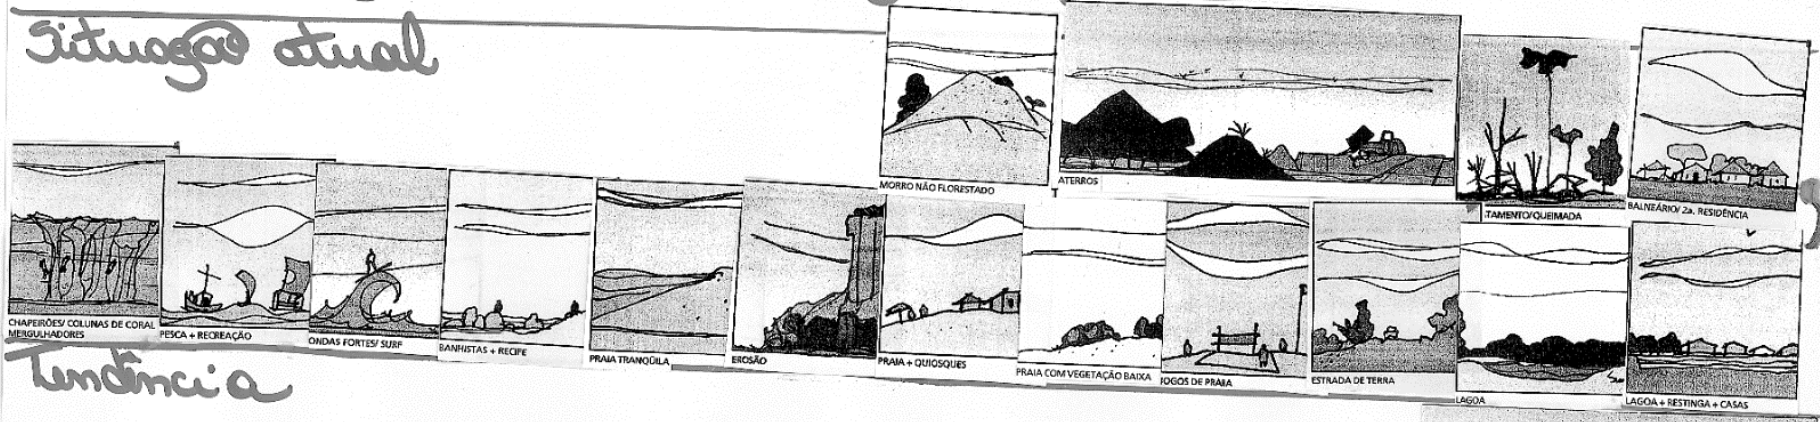 Situação atual
MORRO NÃO FLORESTADO
ATERROS
TAMENTO/QUEIMADA
BALNEÁRIO/ 2a. RESIDÊNCIA
CHAPEIRÕES/ COLUNAS DE CORAL
MERGULHADORES
PESCA + RECREAÇÃO
ONDAS FORTES/ SURF
BANHISTAS + RECIFE
PRAIA TRANQÜILA
EROSÃO
PRAIA + QUIOSQUES
PRAIA COM VEGETAÇÃO BAIXA
JOGOS DE PRAIA
ESTRADA DE TERRA
LAGOA
LAGOA + RESTINGA + CASAS
Tendência